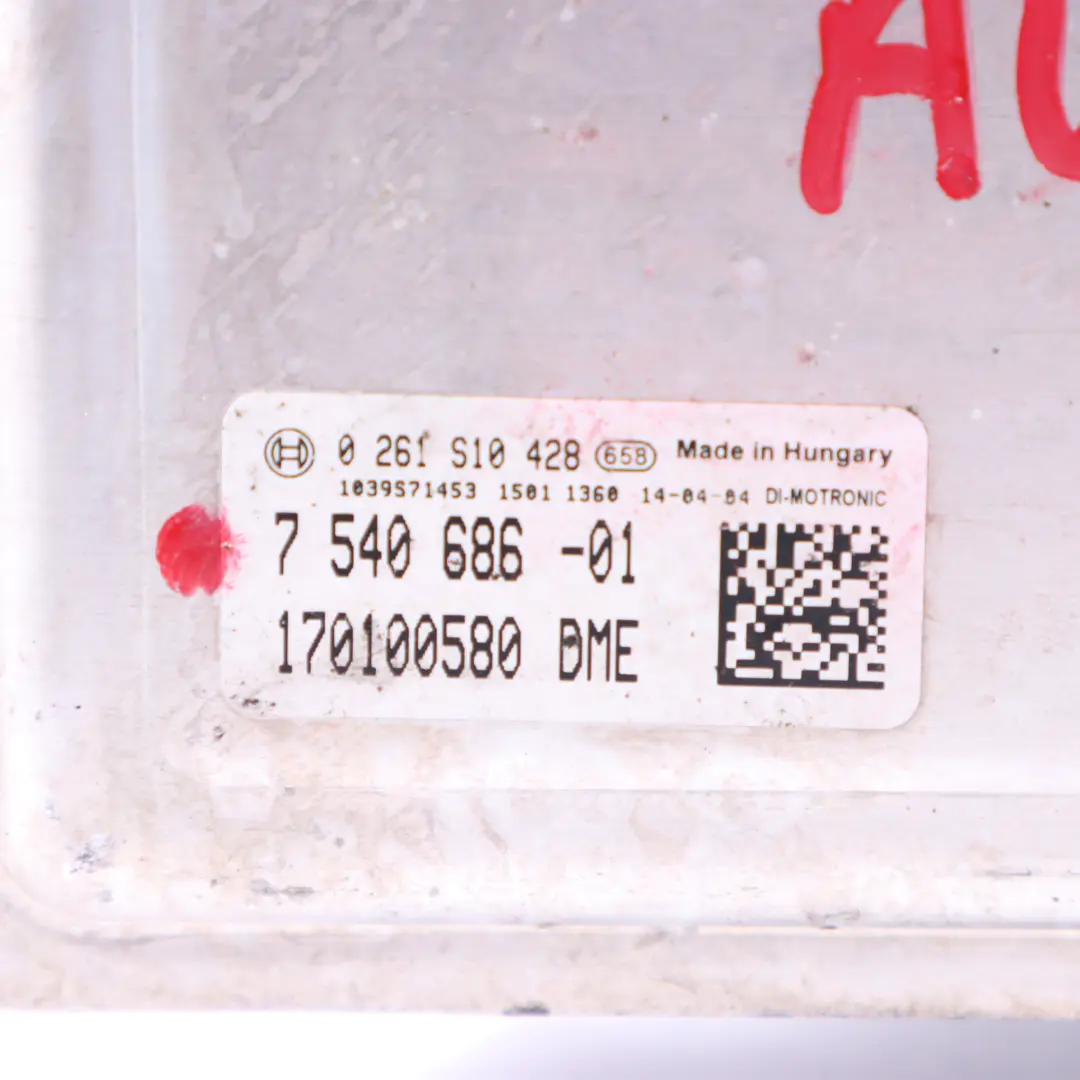 AU
0 261 S10 428 658 Made in Hungary
1039S71453 1501 1360 14-04-04 DI-MOTRONIC
7 540 686 -01
170100580 DME